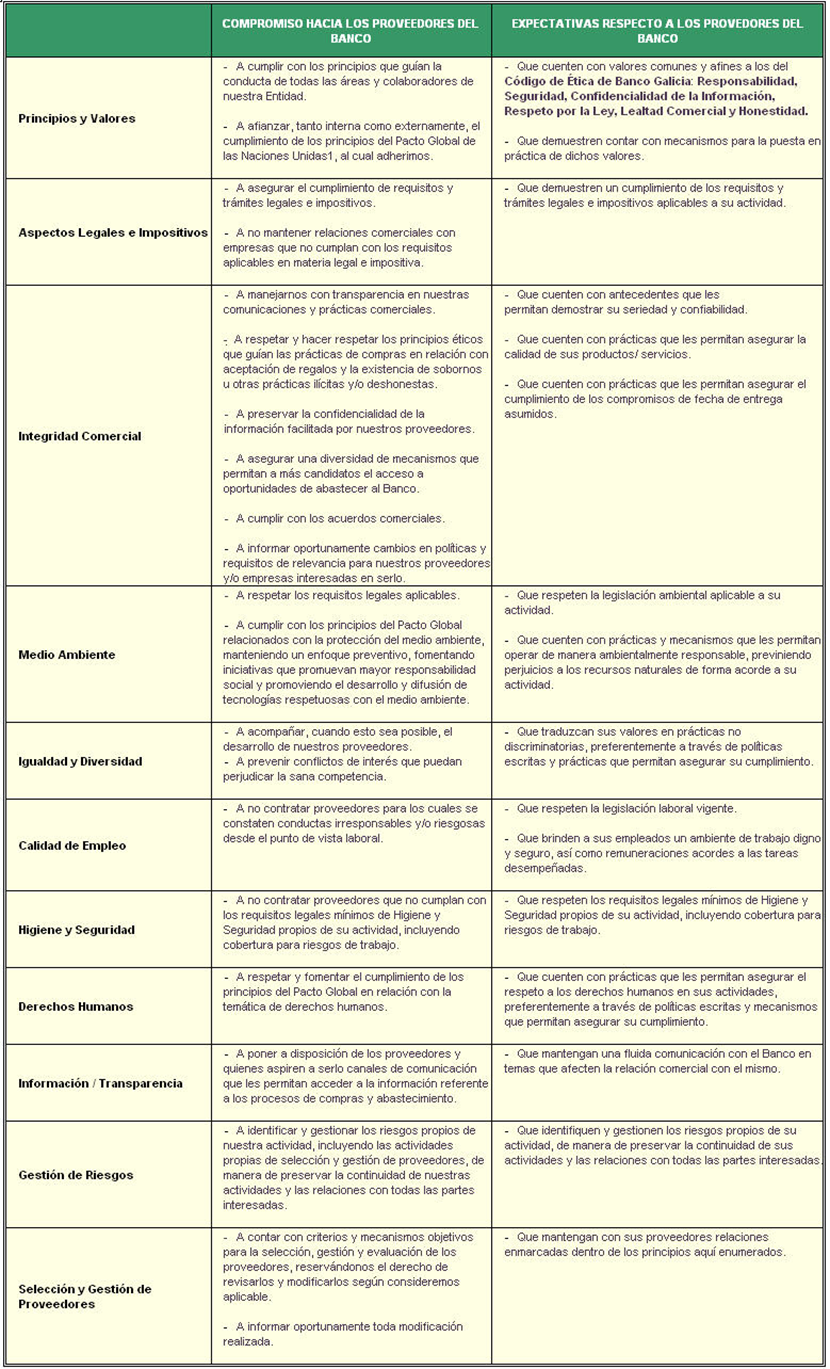 COMPROMISO HACIA LOS PROVEEDORES DEL
BANCO
EXPECTATIVAS RESPECTO A LOS PROVEDORES DEL
BANCO
Principios y Valores
- A cumplir con los principios que guían la
conducta de todas las áreas y colaboradores de
nuestra Entidad.
- A afianzar, tanto interna como externamente, el
cumplimiento de los principios del Pacto Global de
las Naciones Unidas1, al cual adherimos.
- Que cuenten con valores comunes y afines a los del
Código de Ética de Banco Galicia: Responsabilidad,
Seguridad, Confidencialidad de la Información,
Respeto por la Ley, Lealtad Comercial y Honestidad.
- Que demuestren contar con mecanismos para la puesta en
práctica de dichos valores.
Aspectos Legales e Impositivos
- A asegurar el cumplimiento de requisitos y
trámites legales e impositivos.
- A no mantener relaciones comerciales con
empresas que no cumplan con los requisitos
aplicables en materia legal e impositiva.
- Que demuestren un cumplimiento de los requisitos y
trámites legales e impositivos aplicables a su actividad.
Integridad Comercial
- A manejarnos con transparencia en nuestras
comunicaciones y prácticas comerciales.
- A respetar y hacer respetar los principios éticos
que guían las prácticas de compras en relación con
aceptación de regalos y la existencia de sobornos
u otras prácticas ilícitas y/o deshonestas.
- A preservar la confidencialidad de la
información facilitada por nuestros proveedores.
- A asegurar una diversidad de mecanismos que
permitan a más candidatos el acceso a
oportunidades de abastecer al Banco.
- A cumplir con los acuerdos comerciales.
- A informar oportunamente cambios en políticas y
requisitos de relevancia para nuestros proveedores
y/o empresas interesadas en serlo.
- Que cuenten con antecedentes que les
permitan demostrar su seriedad y confiabilidad.
- Que cuenten con prácticas que les permitan asegurar la
calidad de sus productos/ servicios.
- Que cuenten con prácticas que les permitan asegurar el
cumplimiento de los compromisos de fecha de entrega
asumidos.
Medio Ambiente
- A respetar los requisitos legales aplicables.
- A cumplir con los principios del Pacto Global
relacionados con la protección del medio ambiente,
manteniendo un enfoque preventivo, fomentando
iniciativas que promuevan mayor responsabilidad
social y promoviendo el desarrollo y difusión de
tecnologías respetuosas con el medio ambiente.
- Que respeten la legislación ambiental aplicable a su
actividad.
- Que cuenten con prácticas y mecanismos que les permitan
operar de manera ambientalmente responsable, previniendo
perjuicios a los recursos naturales de forma acorde a su
actividad.
Igualdad y Diversidad
- A acompañar, cuando esto sea posible, el
desarrollo de nuestros proveedores.
- A prevenir conflictos de interés que puedan
perjudicar la sana competencia.
- Que traduzcan sus valores en prácticas no
discriminatorias, preferentemente a través de políticas
escritas y prácticas que permitan asegurar su cumplimiento.
Calidad de Empleo
- A no contratar proveedores para los cuales se
constaten conductas irresponsables y/o riesgosas
desde el punto de vista laboral.
- Que respeten la legislación laboral vigente.
- Que brinden a sus empleados un ambiente de trabajo digno
y seguro, así como remuneraciones acordes a las tareas
desempeñadas.
Higiene y Seguridad
- A no contratar proveedores que no cumplan con
los requisitos legales mínimos de Higiene y
Seguridad propios de su actividad, incluyendo
cobertura para riesgos de trabajo.
- Que respeten los requisitos legales mínimos de Higiene y
Seguridad propios de su actividad, incluyendo cobertura para
riesgos de trabajo.
Derechos Humanos
- A respetar y fomentar el cumplimiento de los
principios del Pacto Global en relación con la
temática de derechos humanos.
- Que cuenten con prácticas que les permitan asegurar el
respeto a los derechos humanos en sus actividades,
preferentemente a través de políticas escritas y mecanismos
que permitan asegurar su cumplimiento.
Información / Transparencia
- A poner a disposición de los proveedores y
quienes aspiren a serlo canales de comunicación
que les permitan acceder a la información referente
a los procesos de compras y abastecimiento.
- Que mantengan una fluida comunicación con el Banco en
temas que afecten la relación comercial con el mismo.
Gestión de Riesgos
- A identificar y gestionar los riesgos propios de
nuestra actividad, incluyendo las actividades
propias de selección y gestión de proveedores, de
manera de preservar la continuidad de nuestras
actividades y las relaciones con todas las partes
interesadas.
- Que identifiquen y gestionen los riesgos propios de su
actividad, de manera de preservar la continuidad de sus
actividades y las relaciones con todas las partes interesadas.
Selección y Gestión de
Proveedores
- A contar con criterios y mecanismos objetivos
para la selección, gestión y evaluación de los
proveedores, reservándonos el derecho de
revisarlos y modificarlos según consideremos
aplicable.
- A informar oportunamente toda modificación
realizada.
- Que mantengan con sus proveedores relaciones
enmarcadas dentro de los principios aquí enumerados.